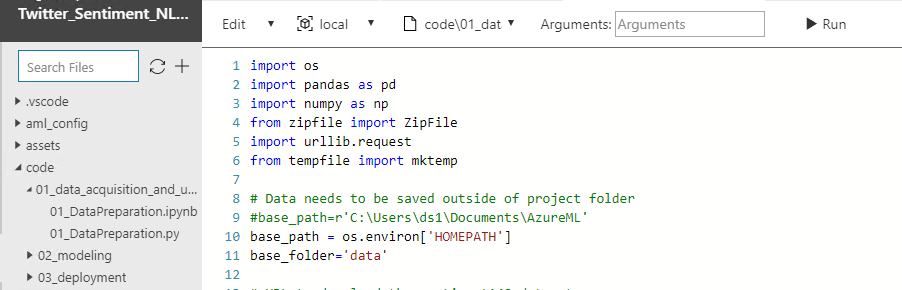 Twitter_Sentiment_NL...
Search Files
.vscode
aml_config
assets
code
01_data_acquisition_and_u...
01_DataPreparation.ipynb
01_DataPreparation.py
02_modeling
03_deployment
Edit local code\01_dat Arguments: Arguments Run
1 import os
2 import pandas as pd
3 import numpy as np
4 from zipfile import ZipFile
5 import urllib.request
6 from tempfile import mktemp
7
8 # Data needs to be saved outside of project folder
9 #base_path=r'C:\Users\ds1\Documents\AzureML'
10 base_path = os.environ['HOMEPATH']
11 base_folder='data'
12